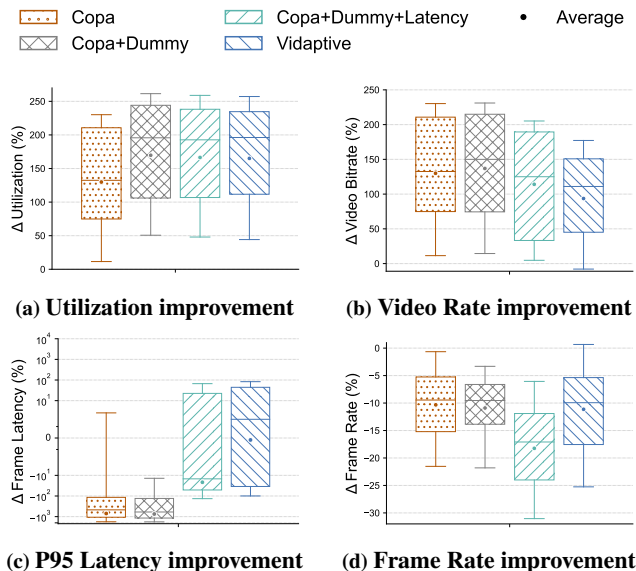 Copa
Copa+Dummy+Latency
Average
Copa+Dummy
Vidaptive
Δ Utilization (%)
250
200
150
100
50
0
(a) Utilization improvement
Δ Video Bitrate (%)
250
200
150
100
50
0
(b) Video Rate improvement
Δ Frame Latency (%)
10⁴
10³
10²
10¹
0
−10¹
−10²
−10³
(c) P95 Latency improvement
Δ Frame Rate (%)
0
−5
−10
−15
−20
−25
−30
(d) Frame Rate improvement